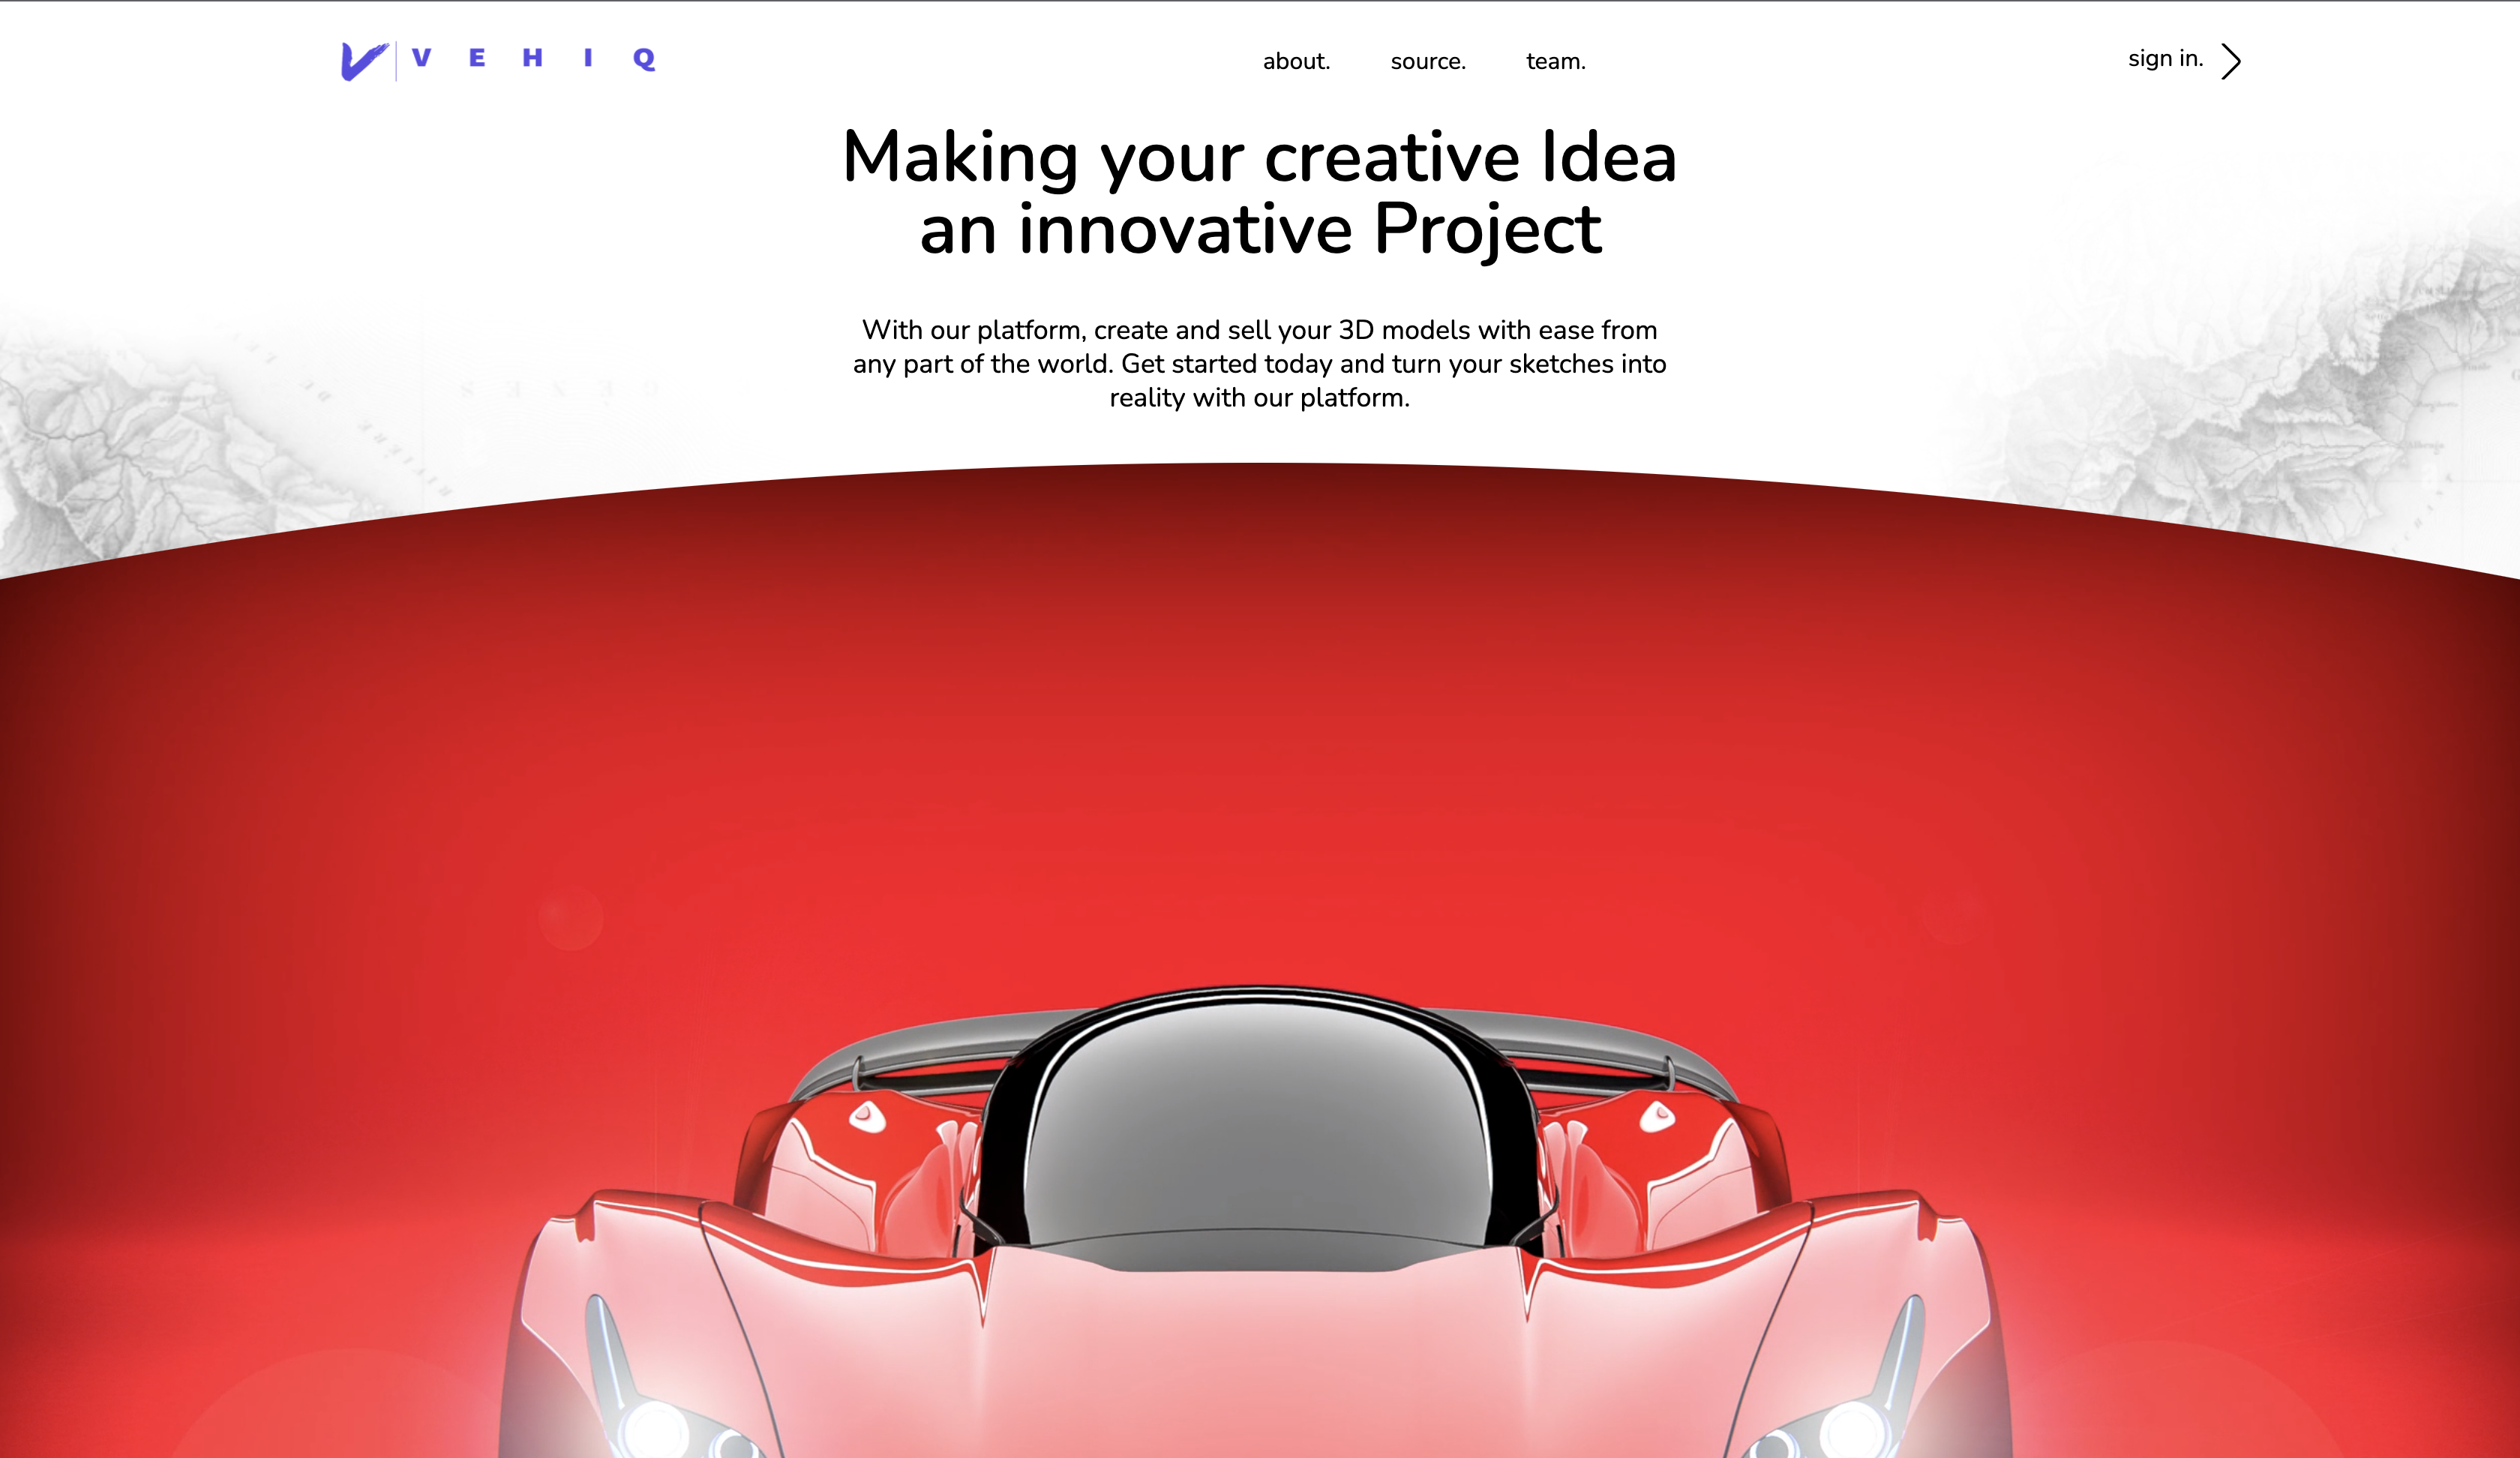 VEHIQ
about. source. team.
sign in.
Making your creative Idea
an innovative Project
With our platform, create and sell your 3D models with ease from
any part of the world. Get started today and turn your sketches into
reality with our platform.